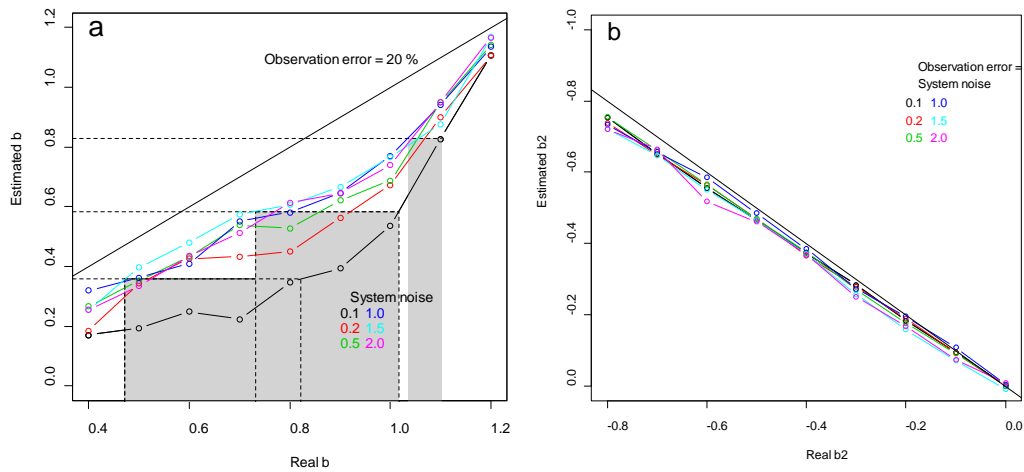 a
Observation error = 20 %
Estimated b
1.2
1.0
0.8
0.6
0.4
0.2
0.0
System noise
0.1 1.0
0.2 1.5
0.5 2.0
0.4 0.6 0.8 1.0 1.2
Real b
b
Observation error =
System noise
0.1 1.0
0.2 1.5
0.5 2.0
Estimated b2
-1.0
-0.8
-0.6
-0.4
-0.2
0.0
-0.8 -0.6 -0.4 -0.2 0.0
Real b2